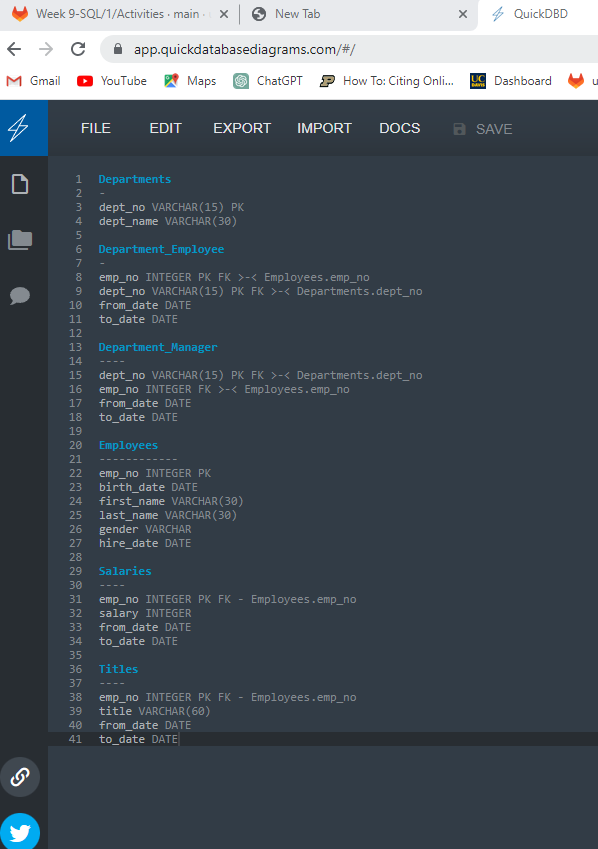 Week 9-SQL/1/Activities · main ·
New Tab
QuickDBD
app.quickdatabasediagrams.com/#/
Gmail YouTube Maps ChatGPT How To: Citing Onli... UC DAVIS Dashboard u
FILE EDIT EXPORT IMPORT DOCS SAVE
1 Departments
2 -
3 dept_no VARCHAR(15) PK
4 dept_name VARCHAR(30)
5
6 Department_Employee
7 -
8 emp_no INTEGER PK FK >-< Employees.emp_no
9 dept_no VARCHAR(15) PK FK >-< Departments.dept_no
10 from_date DATE
11 to_date DATE
12
13 Department_Manager
14 ----
15 dept_no VARCHAR(15) PK FK >-< Departments.dept_no
16 emp_no INTEGER FK >-< Employees.emp_no
17 from_date DATE
18 to_date DATE
19
20 Employees
21 ------------
22 emp_no INTEGER PK
23 birth_date DATE
24 first_name VARCHAR(30)
25 last_name VARCHAR(30)
26 gender VARCHAR
27 hire_date DATE
28
29 Salaries
30 ----
31 emp_no INTEGER PK FK - Employees.emp_no
32 salary INTEGER
33 from_date DATE
34 to_date DATE
35
36 Titles
37 ----
38 emp_no INTEGER PK FK - Employees.emp_no
39 title VARCHAR(60)
40 from_date DATE
41 to_date DATE